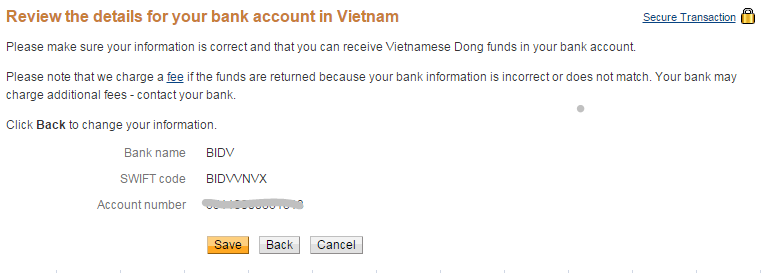 Review the details for your bank account in Vietnam
Secure Transaction
Please make sure your information is correct and that you can receive Vietnamese Dong funds in your bank account.
Please note that we charge a fee if the funds are returned because your bank information is incorrect or does not match. Your bank may
charge additional fees - contact your bank.
Click Back to change your information.
Bank name BIDV
SWIFT code BIDVVNVX
Account number
Save Back Cancel